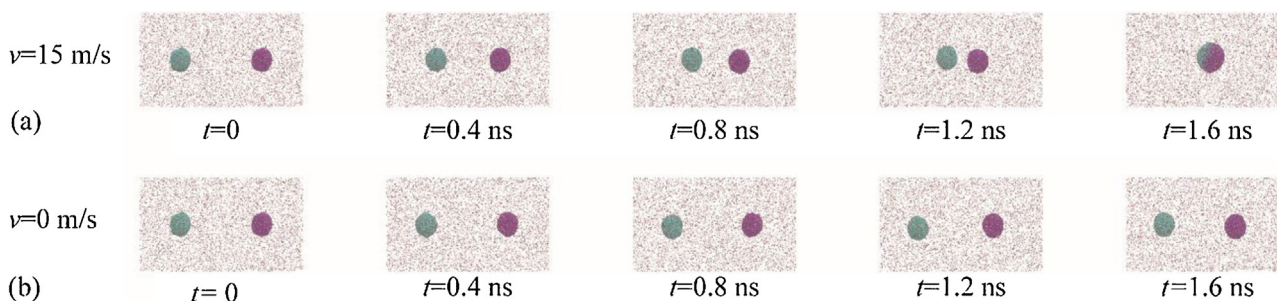 v=15 m/s
(a)
t=0
t=0.4 ns
t=0.8 ns
t=1.2 ns
t=1.6 ns
v=0 m/s
(b)
t= 0
t=0.4 ns
t=0.8 ns
t=1.2 ns
t=1.6 ns